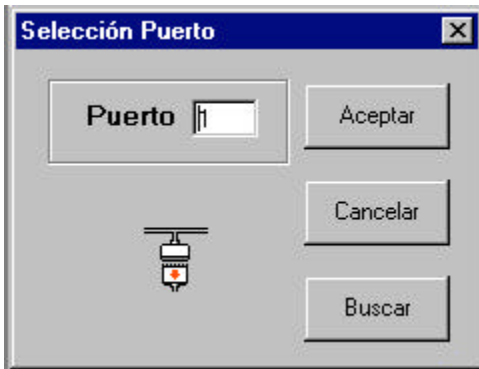 Selección Puerto
Puerto 1
Aceptar
Cancelar
Buscar